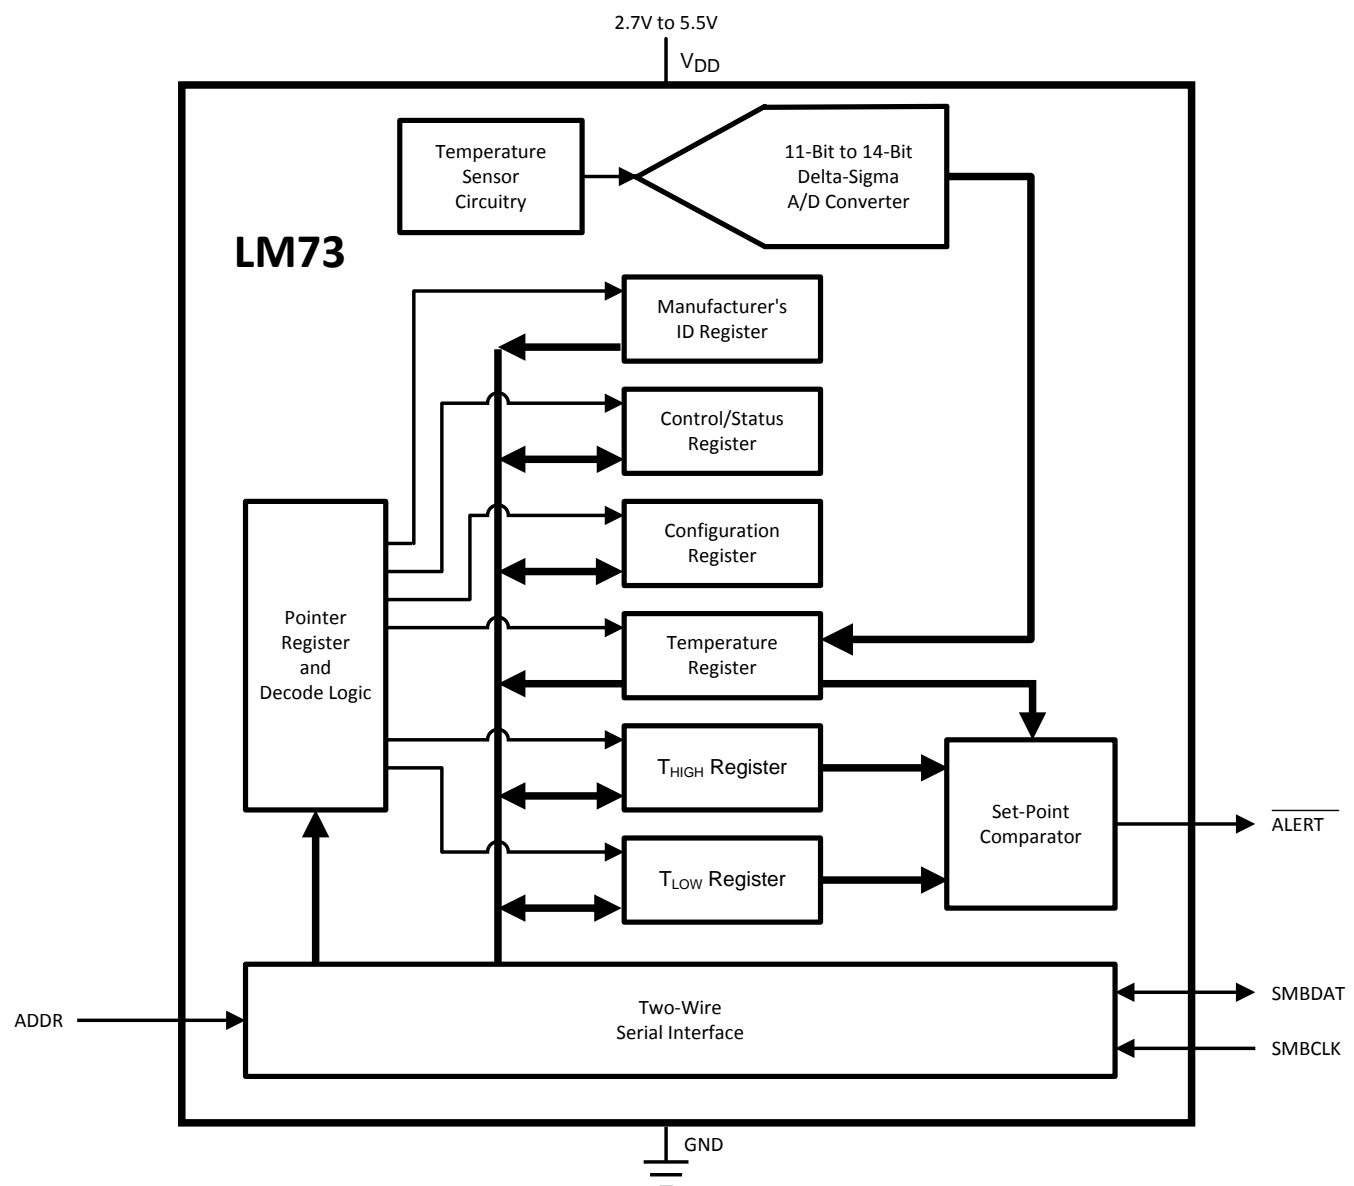 2.7V to 5.5V
VDD
Temperature
Sensor
Circuitry
11-Bit to 14-Bit
Delta-Sigma
A/D Converter
LM73
Manufacturer's
ID Register
Control/Status
Register
Configuration
Register
Pointer
Register
and
Decode Logic
Temperature
Register
THIGH Register
Set-Point
Comparator
ALERT
TLOW Register
Two-Wire
Serial Interface
ADDR
SMBDAT
SMBCLK
GND